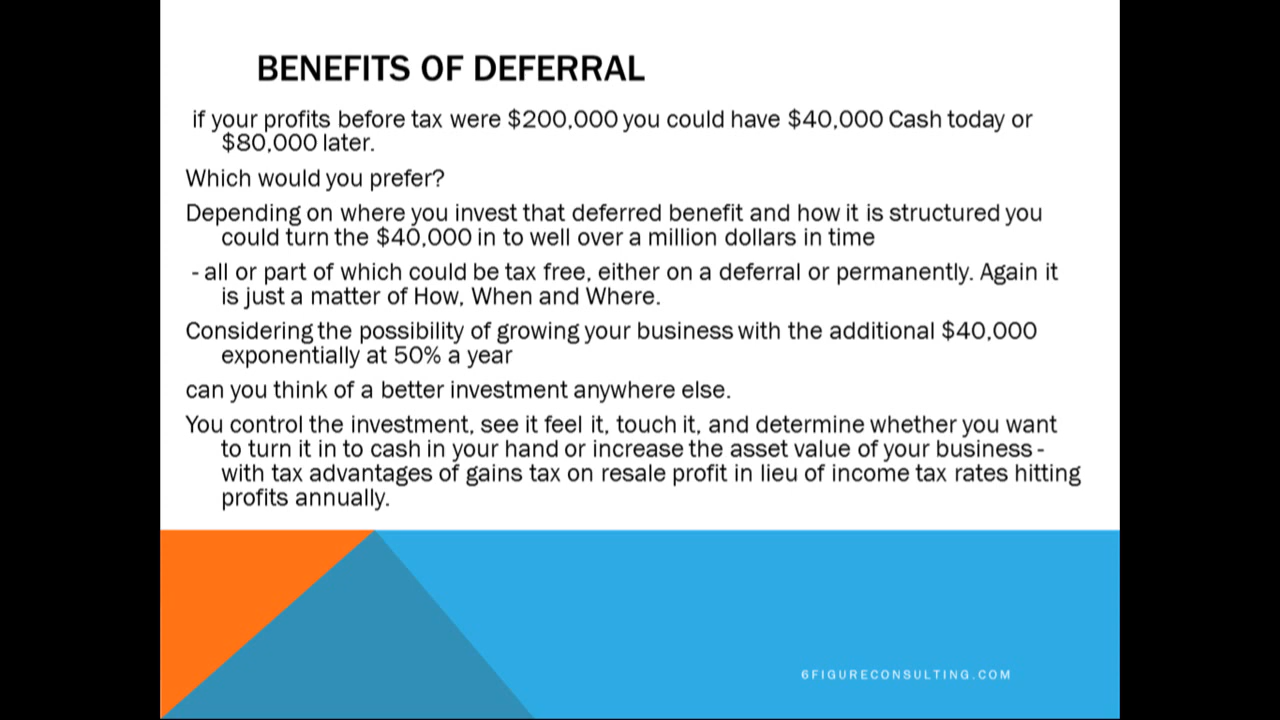 BENEFITS OF DEFERRAL
if your profits before tax were $200,000 you could have $40,000 Cash today or
$80,000 later.
Which would you prefer?
Depending on where you invest that deferred benefit and how it is structured you
could turn the $40,000 in to well over a million dollars in time
- all or part of which could be tax free, either on a deferral or permanently. Again it
is just a matter of How, When and Where.
Considering the possibility of growing your business with the additional $40,000
exponentially at 50% a year
can you think of a better investment anywhere else.
You control the investment, see it feel it, touch it, and determine whether you want
to turn it in to cash in your hand or increase the asset value of your business -
with tax advantages of gains tax on resale profit in lieu of income tax rates hitting
profits annually.
6FIGURECONSULTING.COM